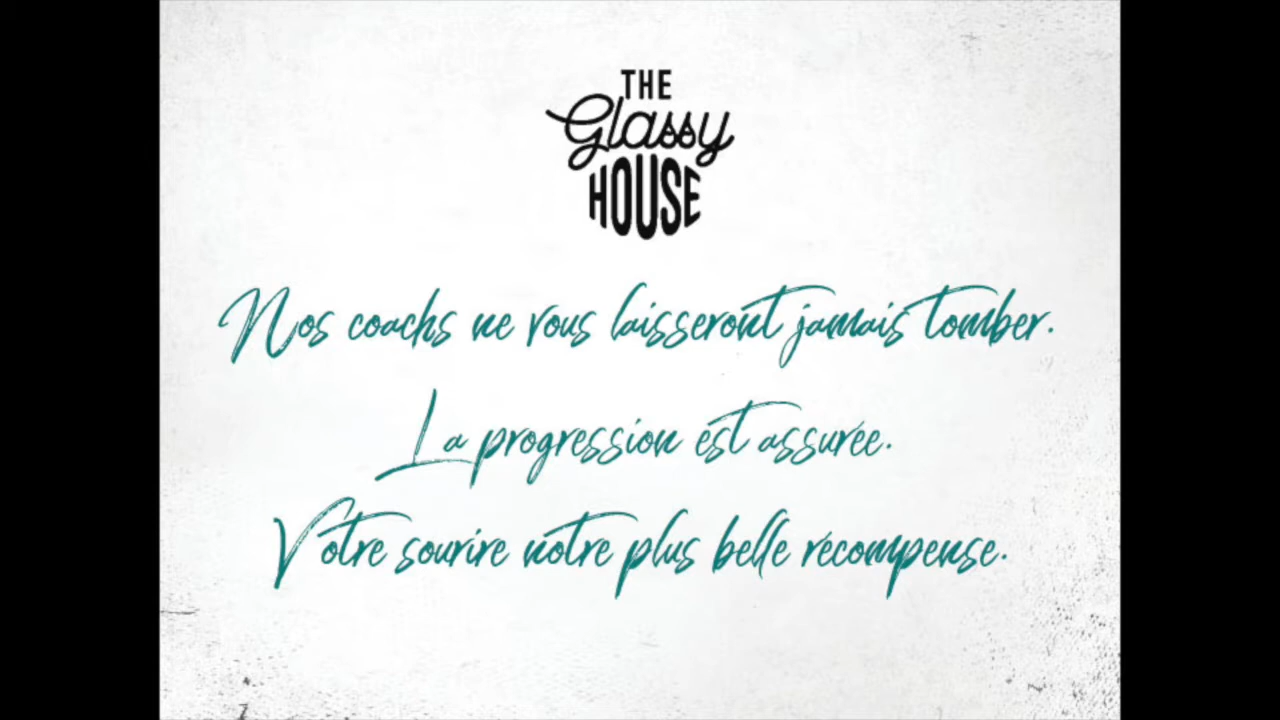 THE
Glassy
HOUSE
Nos coachs ne vous laisseront jamais tomber.
La progression est assurée.
Votre sourire notre plus belle récompense.